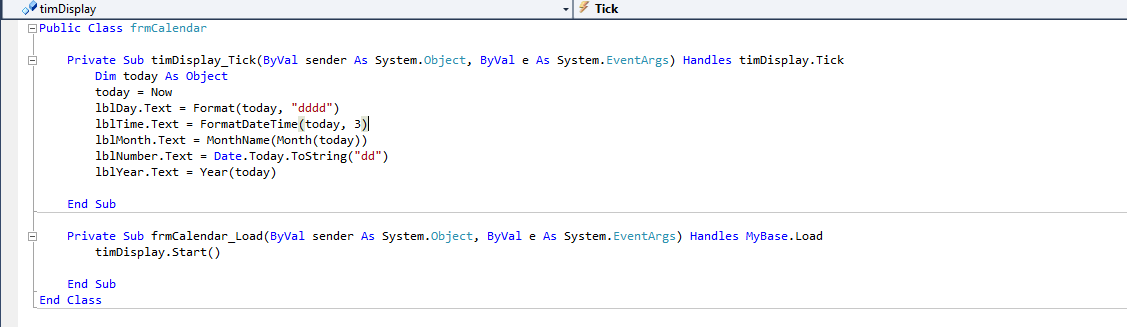 timDisplay
Tick
Public Class frmCalendar
Private Sub timDisplay_Tick(ByVal sender As System.Object, ByVal e As System.EventArgs) Handles timDisplay.Tick
Dim today As Object
today = Now
lblDay.Text = Format(today, "dddd")
lblTime.Text = FormatDateTime(today, 3)
lblMonth.Text = MonthName(Month(today))
lblNumber.Text = Date.Today.ToString("dd")
lblYear.Text = Year(today)
End Sub
Private Sub frmCalendar_Load(ByVal sender As System.Object, ByVal e As System.EventArgs) Handles MyBase.Load
timDisplay.Start()
End Sub
End Class